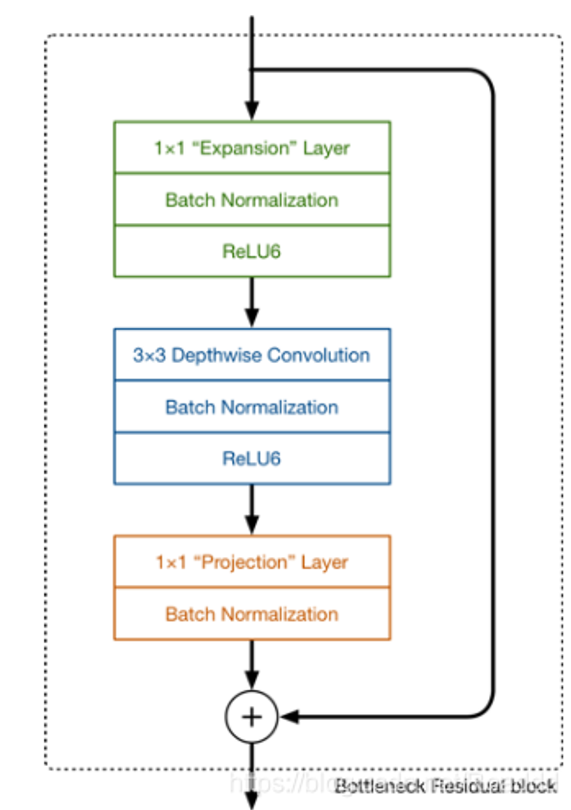 1×1 “Expansion” Layer
Batch Normalization
ReLU6
3×3 Depthwise Convolution
Batch Normalization
ReLU6
1×1 “Projection” Layer
Batch Normalization
+
Bottleneck Residual block